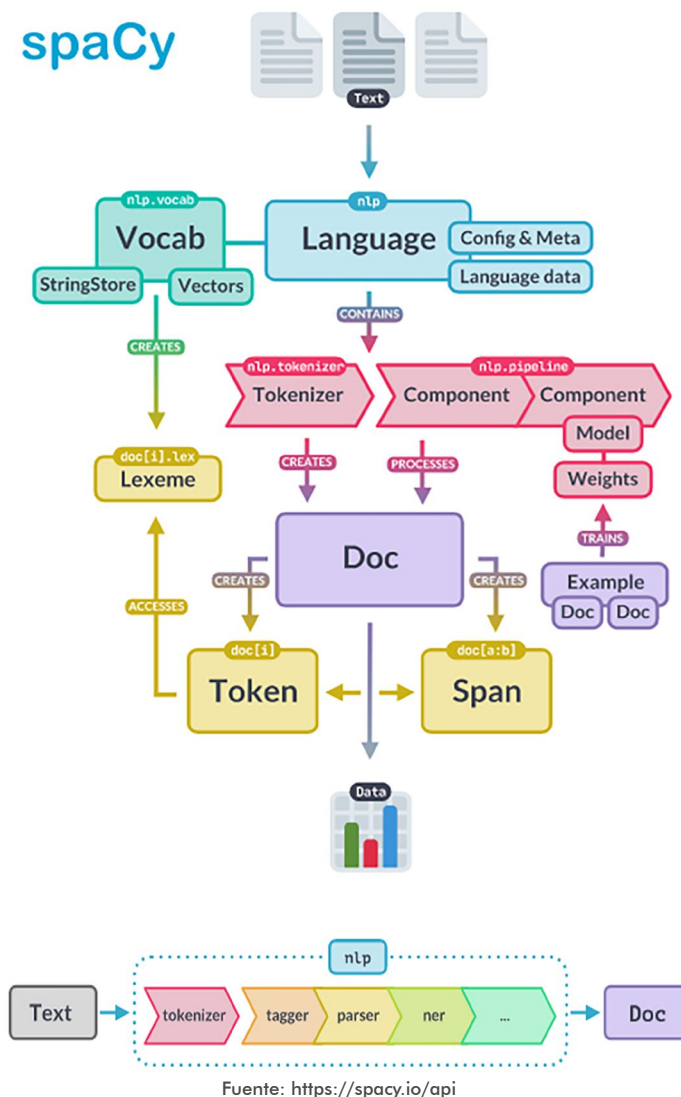 spaCy
Text
nlp.vocab
nlp
Vocab
Language
Config & Meta
StringStore
Vectors
Language data
CONTAINS
CREATES
nlp.tokenizer
nlp.pipeline
Tokenizer
Component
Component
Model
doc[i].lex
CREATES
PROCESSES
Lexeme
Weights
TRAINS
Doc
Example
CREATES
CREATES
Doc
Doc
ACCESSES
doc[i]
doc[a:b]
Token
Span
Data
nlp
Text
tokenizer
tagger
parser
ner
...
Doc
Fuente: https://spacy.io/api